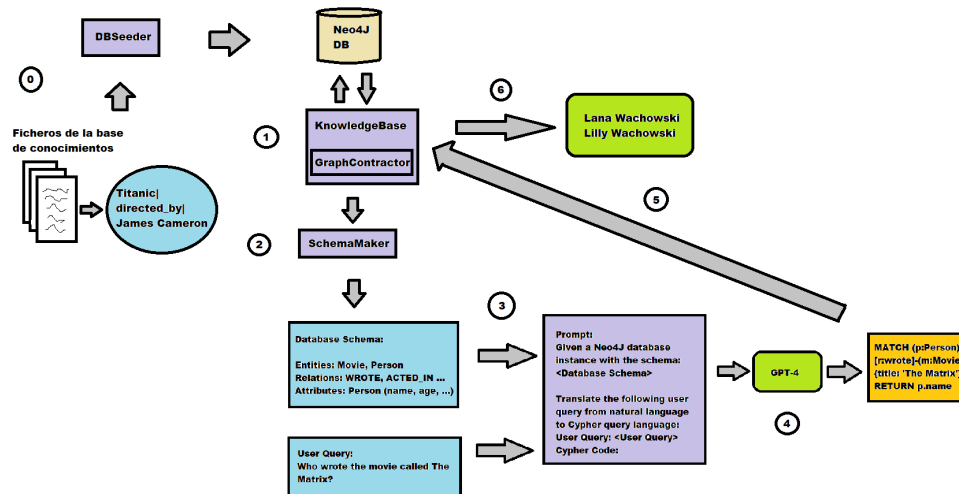 DBSeeder
Neo4J
DB
0
6
Lana Wachowski
Lilly Wachowski
Ficheros de la base
de conocimientos
1
KnowledgeBase
GraphContractor
Titanic|
directed_by|
James Cameron
5
2
SchemaMaker
3
Database Schema:
Entities: Movie, Person
Relations: WROTE, ACTED_IN ...
Attributes: Person (name, age, ...)
Prompt:
Given a Neo4J database
instance with the schema:
<Database Schema>
Translate the following user
query from natural language
to Cypher query language:
User Query: <User Query>
Cypher Code:
GPT-4
4
MATCH (p:Person)
[r:wrote]-(m:Movie
{title: 'The Matrix'}
RETURN p.name
User Query:
Who wrote the movie called The
Matrix?